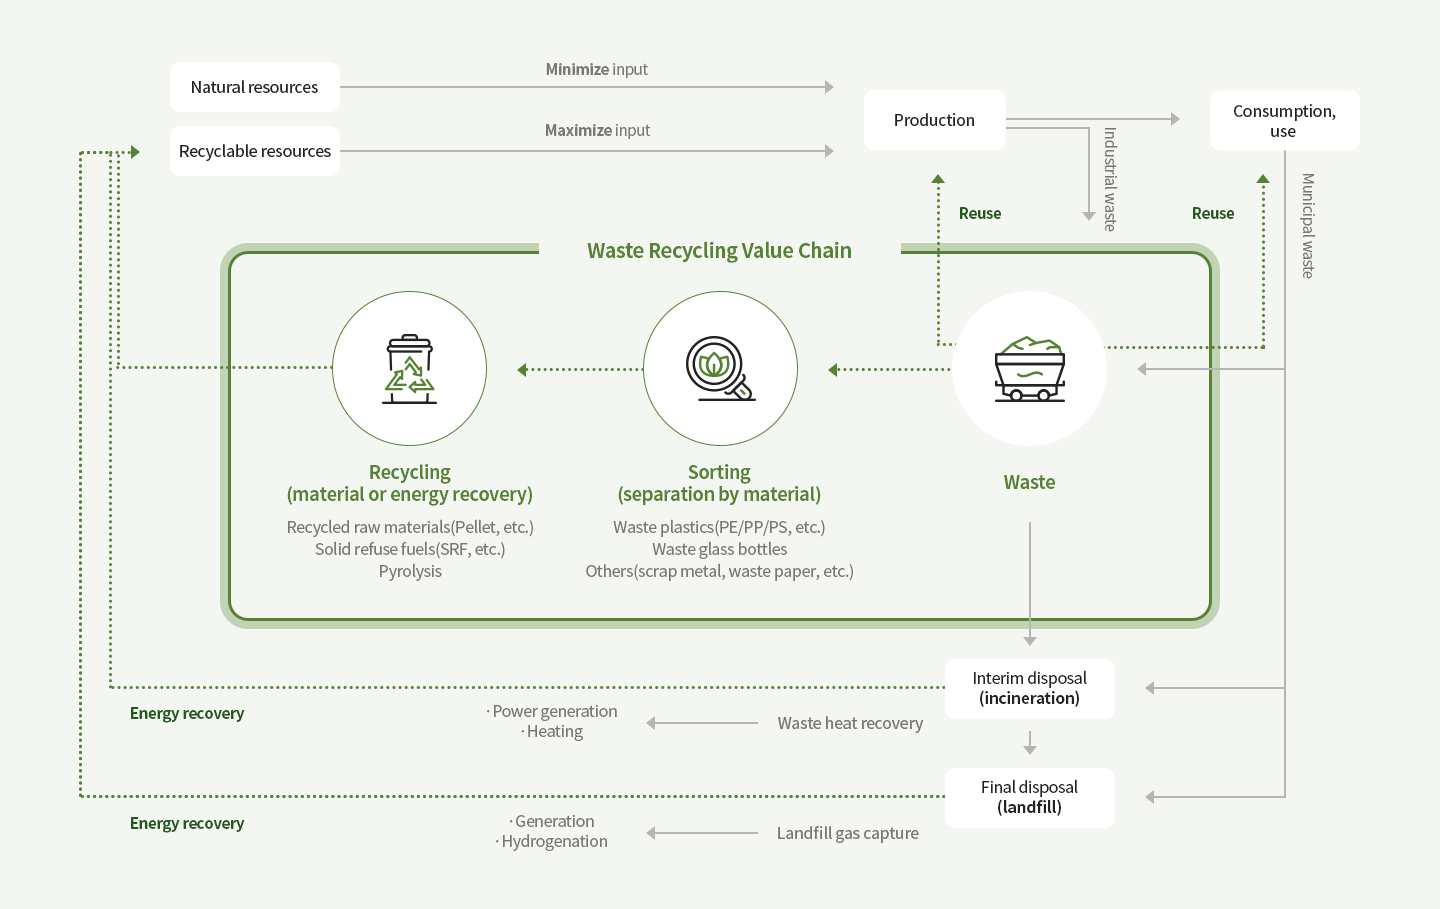 Minimize input
Natural resources
Maximize input
Recyclable resources
Production
Consumption,
use
Industrial waste
Municipal waste
Reuse
Reuse
Waste Recycling Value Chain
Recycling
(material or energy recovery)
Recycled raw materials(Pellet, etc.)
Solid refuse fuels(SRF, etc.)
Pyrolysis
Sorting
(separation by material)
Waste plastics(PE/PP/PS, etc.)
Waste glass bottles
Others(scrap metal, waste paper, etc.)
Waste
Interim disposal
(incineration)
Energy recovery
· Power generation
· Heating
Waste heat recovery
Final disposal
(landfill)
Energy recovery
· Generation
· Hydrogenation
Landfill gas capture